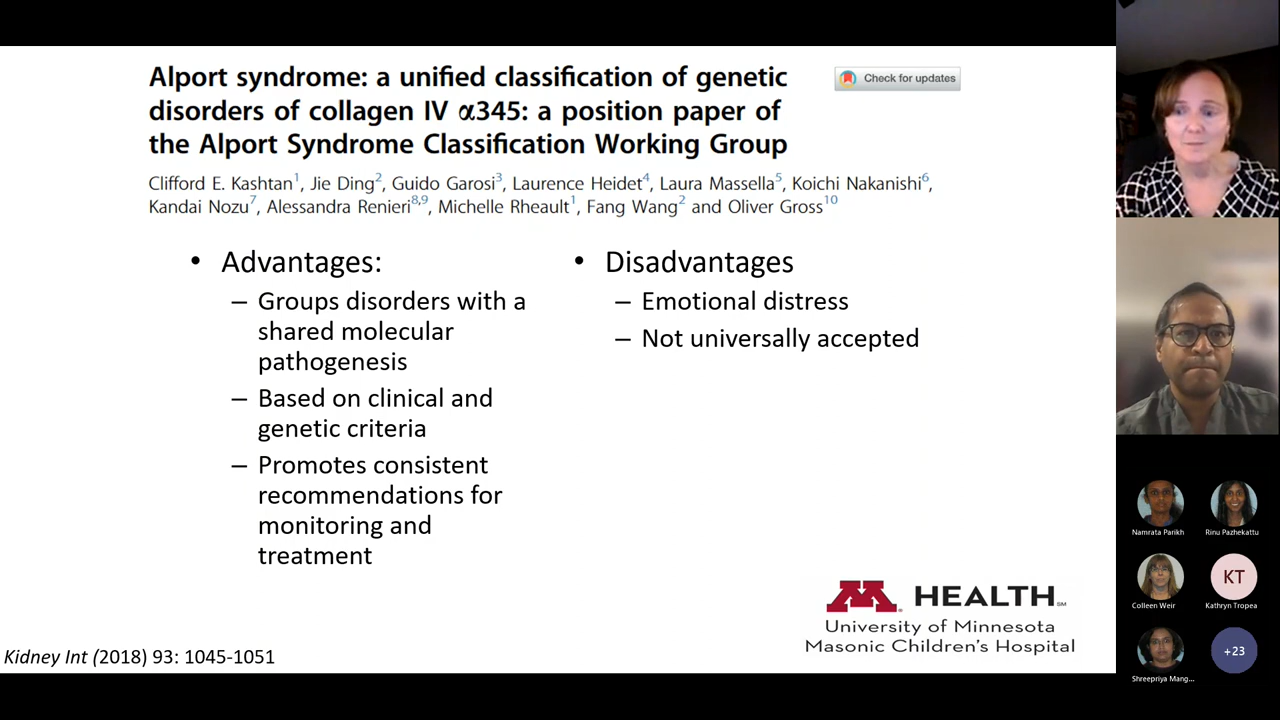 Alport syndrome: a unified classification of genetic
disorders of collagen IV α345: a position paper of
the Alport Syndrome Classification Working Group
Check for updates
Clifford E. Kashtan1, Jie Ding2, Guido Garosi3, Laurence Heidet4, Laura Massella5, Koichi Nakanishi6,
Kandai Nozu7, Alessandra Renieri8,9, Michelle Rheault1, Fang Wang2 and Oliver Gross10
• Advantages:
– Groups disorders with a
shared molecular
pathogenesis
– Based on clinical and
genetic criteria
– Promotes consistent
recommendations for
monitoring and
treatment
• Disadvantages
– Emotional distress
– Not universally accepted
M HEALTH SM
University of Minnesota
Masonic Children's Hospital
Kidney Int (2018) 93: 1045-1051
Namrata Parikh
Rinu Pazhekattu
Colleen Weir
KT
Kathryn Tropea
Shreepriya Mang...
+23